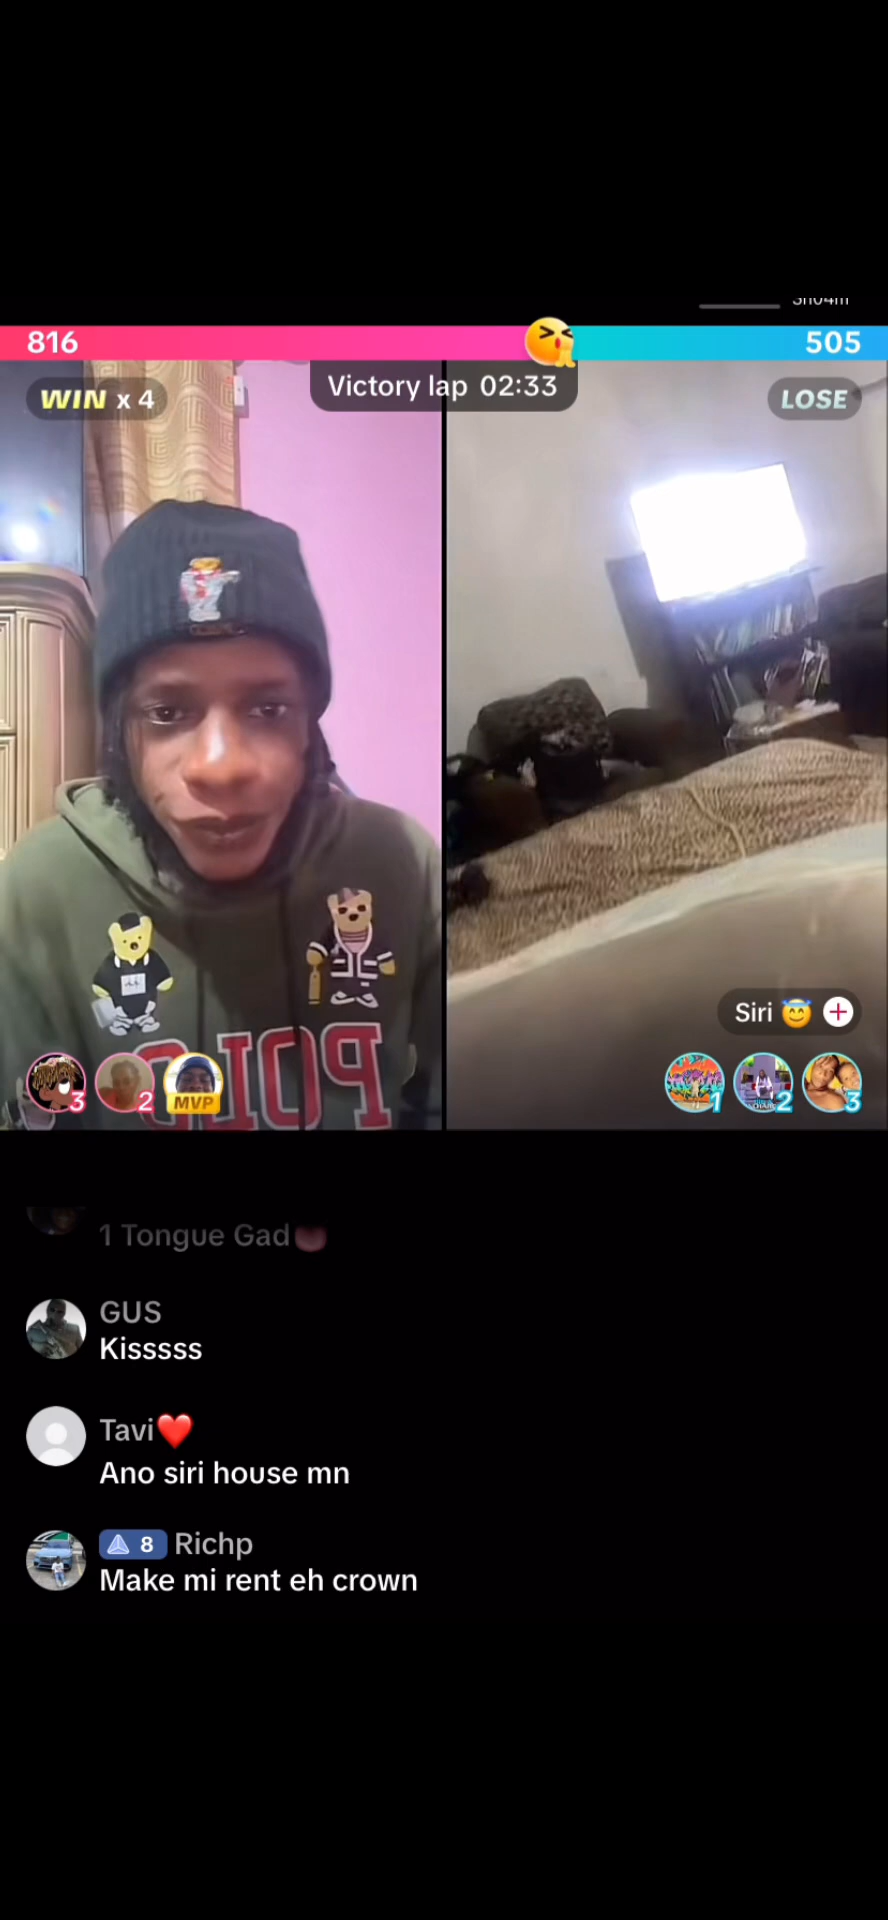 816
505
WIN x 4
Victory lap 02:33
LOSE
POLO
Siri 😇 +
3
2
MVP
1
2
3
1 Tongue Gad👅
GUS
Kisssss
Tavi❤️
Ano siri house mn
8 Richp
Make mi rent eh crown